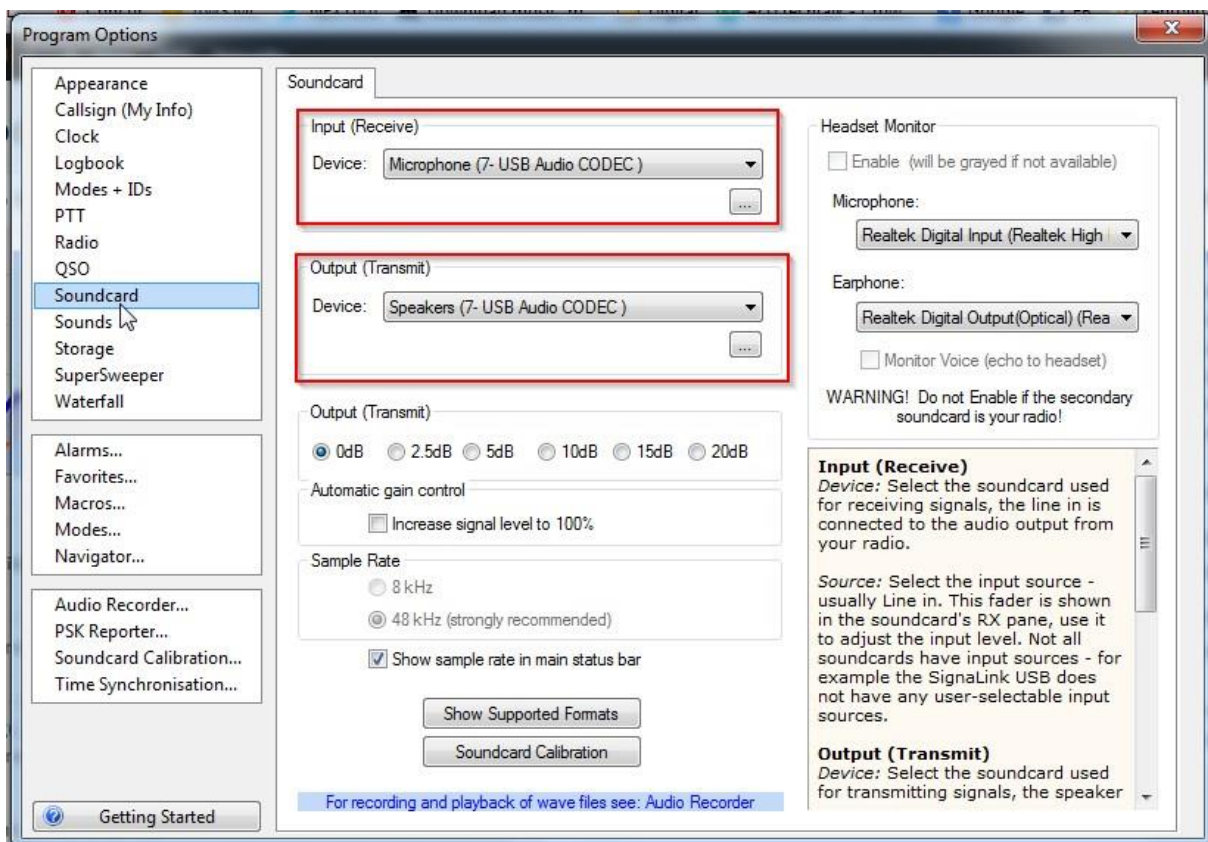 Program Options
Appearance
Callsign (My Info)
Clock
Logbook
Modes + IDs
PTT
Radio
QSO
Soundcard
Sounds
Storage
SuperSweeper
Waterfall
Alarms...
Favorites...
Macros...
Modes...
Navigator...
Audio Recorder...
PSK Reporter...
Soundcard Calibration...
Time Synchronisation...
Getting Started
Soundcard
Input (Receive)
Device: Microphone (7- USB Audio CODEC )
...
Output (Transmit)
Device: Speakers (7- USB Audio CODEC )
...
Output (Transmit)
0dB 2.5dB 5dB 10dB 15dB 20dB
Automatic gain control
Increase signal level to 100%
Sample Rate
8 kHz
48 kHz (strongly recommended)
Show sample rate in main status bar
Show Supported Formats
Soundcard Calibration
For recording and playback of wave files see: Audio Recorder
Headset Monitor
Enable (will be grayed if not available)
Microphone:
Realtek Digital Input (Realtek High
Earphone:
Realtek Digital Output(Optical) (Rea
Monitor Voice (echo to headset)
WARNING! Do not Enable if the secondary
soundcard is your radio!
Input (Receive)
Device: Select the soundcard used
for receiving signals, the line in is
connected to the audio output from
your radio.
Source: Select the input source -
usually Line in. This fader is shown
in the soundcard's RX pane, use it
to adjust the input level. Not all
soundcards have input sources - for
example the SignaLink USB does
not have any user-selectable input
sources.
Output (Transmit)
Device: Select the soundcard used
for transmitting signals, the speaker